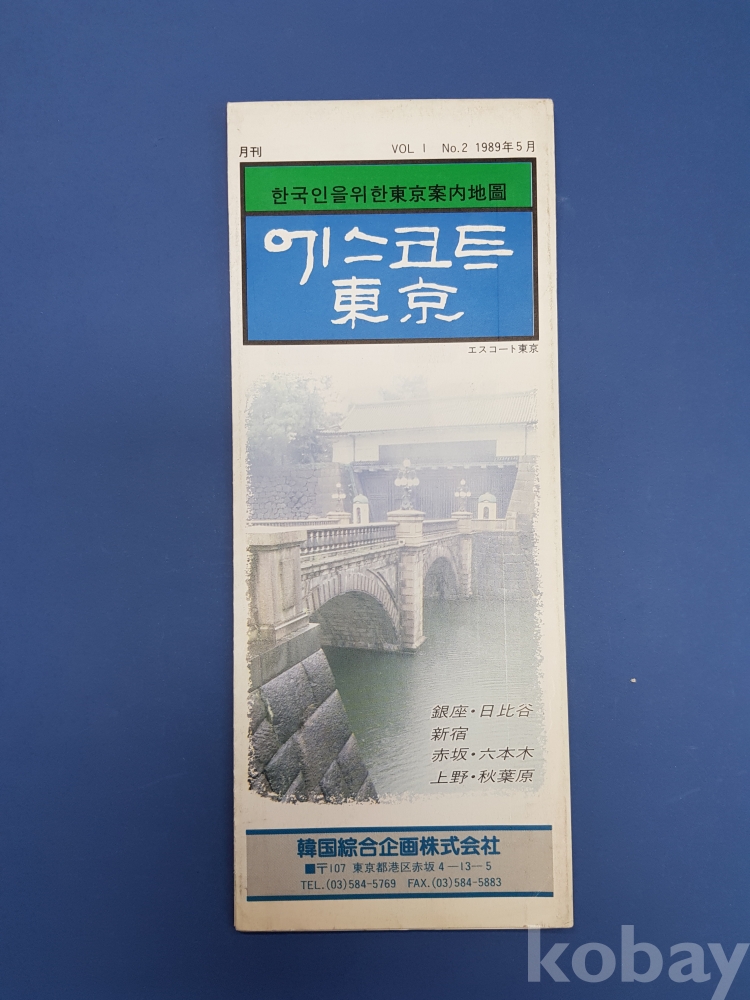 月刊
VOL I No.2 1989年5月
한국인을위한東京案内地圖
에스코트
東京
エスコート東京
銀座・日比谷
新宿
赤坂・六本木
上野・秋葉原
韓国綜合企画株式会社
■〒107 東京都港区赤坂4―13―5
TEL.(03)584-5769 FAX.(03)584-5883
kobay